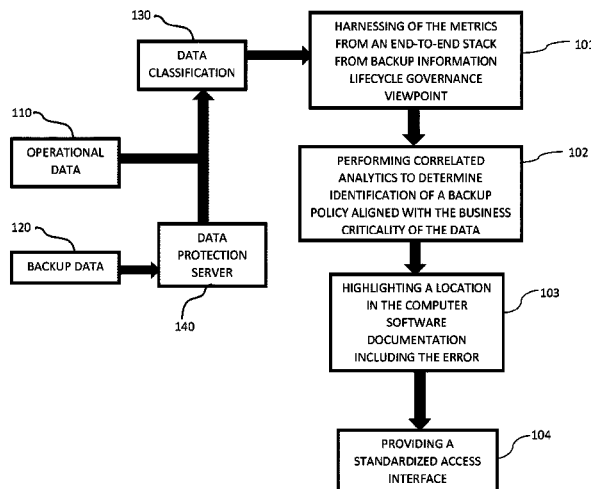 130
DATA
CLASSIFICATION
110
OPERATIONAL
DATA
120
BACKUP DATA
DATA
PROTECTION
SERVER
140
HARNESSING OF THE METRICS
FROM AN END-TO-END STACK
FROM BACKUP INFORMATION
LIFECYCLE GOVERNANCE
VIEWPOINT
101
PERFORMING CORRELATED
ANALYTICS TO DETERMINE
IDENTIFICATION OF A BACKUP
POLICY ALIGNED WITH THE BUSINESS
CRITICALITY OF THE DATA
102
HIGHLIGHTING A LOCATION
IN THE COMPUTER
SOFTWARE
DOCUMENTATION
INCLUDING THE ERROR
103
PROVIDING A
STANDARDIZED ACCESS
INTERFACE
104